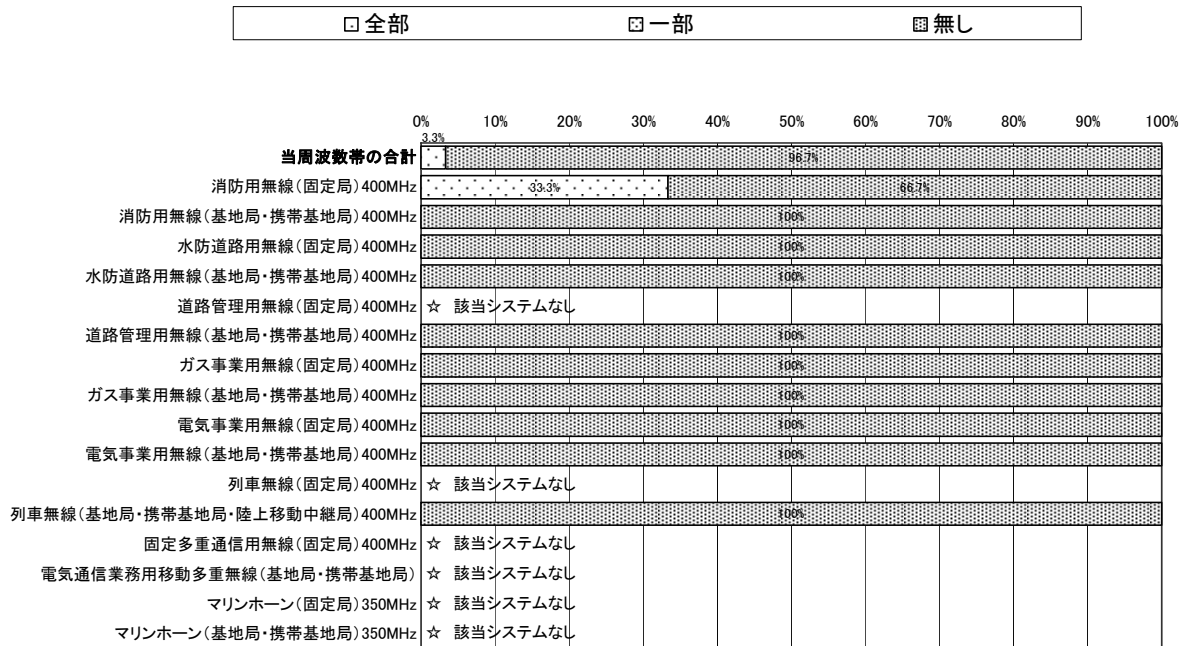 全部 一部 無し
0% 10% 20% 30% 40% 50% 60% 70% 80% 90% 100%
3.3%
当周波数帯の合計 96.7%
消防用無線(固定局)400MHz 33.3% 66.7%
消防用無線(基地局・携帯基地局)400MHz 100%
水防道路用無線(固定局)400MHz 100%
水防道路用無線(基地局・携帯基地局)400MHz 100%
道路管理用無線(固定局)400MHz ☆ 該当システムなし
道路管理用無線(基地局・携帯基地局)400MHz 100%
ガス事業用無線(固定局)400MHz 100%
ガス事業用無線(基地局・携帯基地局)400MHz 100%
電気事業用無線(固定局)400MHz 100%
電気事業用無線(基地局・携帯基地局)400MHz 100%
列車無線(固定局)400MHz ☆ 該当システムなし
列車無線(基地局・携帯基地局・陸上移動中継局)400MHz 100%
固定多重通信用無線(固定局)400MHz ☆ 該当システムなし
電気通信業務用移動多重無線(基地局・携帯基地局) ☆ 該当システムなし
マリンホーン(固定局)350MHz ☆ 該当システムなし
マリンホーン(基地局・携帯基地局)350MHz ☆ 該当システムなし